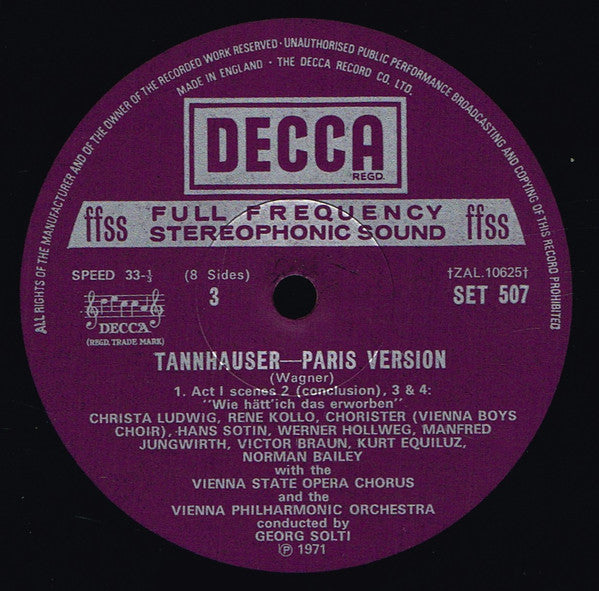 ALL RIGHTS OF THE MANUFACTURER AND OF THE OWNER OF THE RECORDED WORK RESERVED · UNAUTHORISED PUBLIC PERFORMANCE BROADCASTING AND COPYING OF THIS RECORD PROHIBITED
MADE IN ENGLAND · THE DECCA RECORD CO. LTD.
DECCA
REGD.
ffss FULL FREQUENCY ffss
STEREOPHONIC SOUND
SPEED 33-⅓ (8 Sides) †ZAL.10625†
3 SET 507
DECCA
(REGD. TRADE MARK)
TANNHAUSER—PARIS VERSION
(Wagner)
1. Act I scenes 2 (conclusion), 3 & 4:
"Wie hätt'ich das erworben"
CHRISTA LUDWIG, RENE KOLLO, CHORISTER (VIENNA BOYS
CHOIR), HANS SOTIN, WERNER HOLLWEG, MANFRED
JUNGWIRTH, VICTOR BRAUN, KURT EQUILUZ,
NORMAN BAILEY
with the
VIENNA STATE OPERA CHORUS
and the
VIENNA PHILHARMONIC ORCHESTRA
conducted by
GEORG SOLTI
Ⓟ 1971